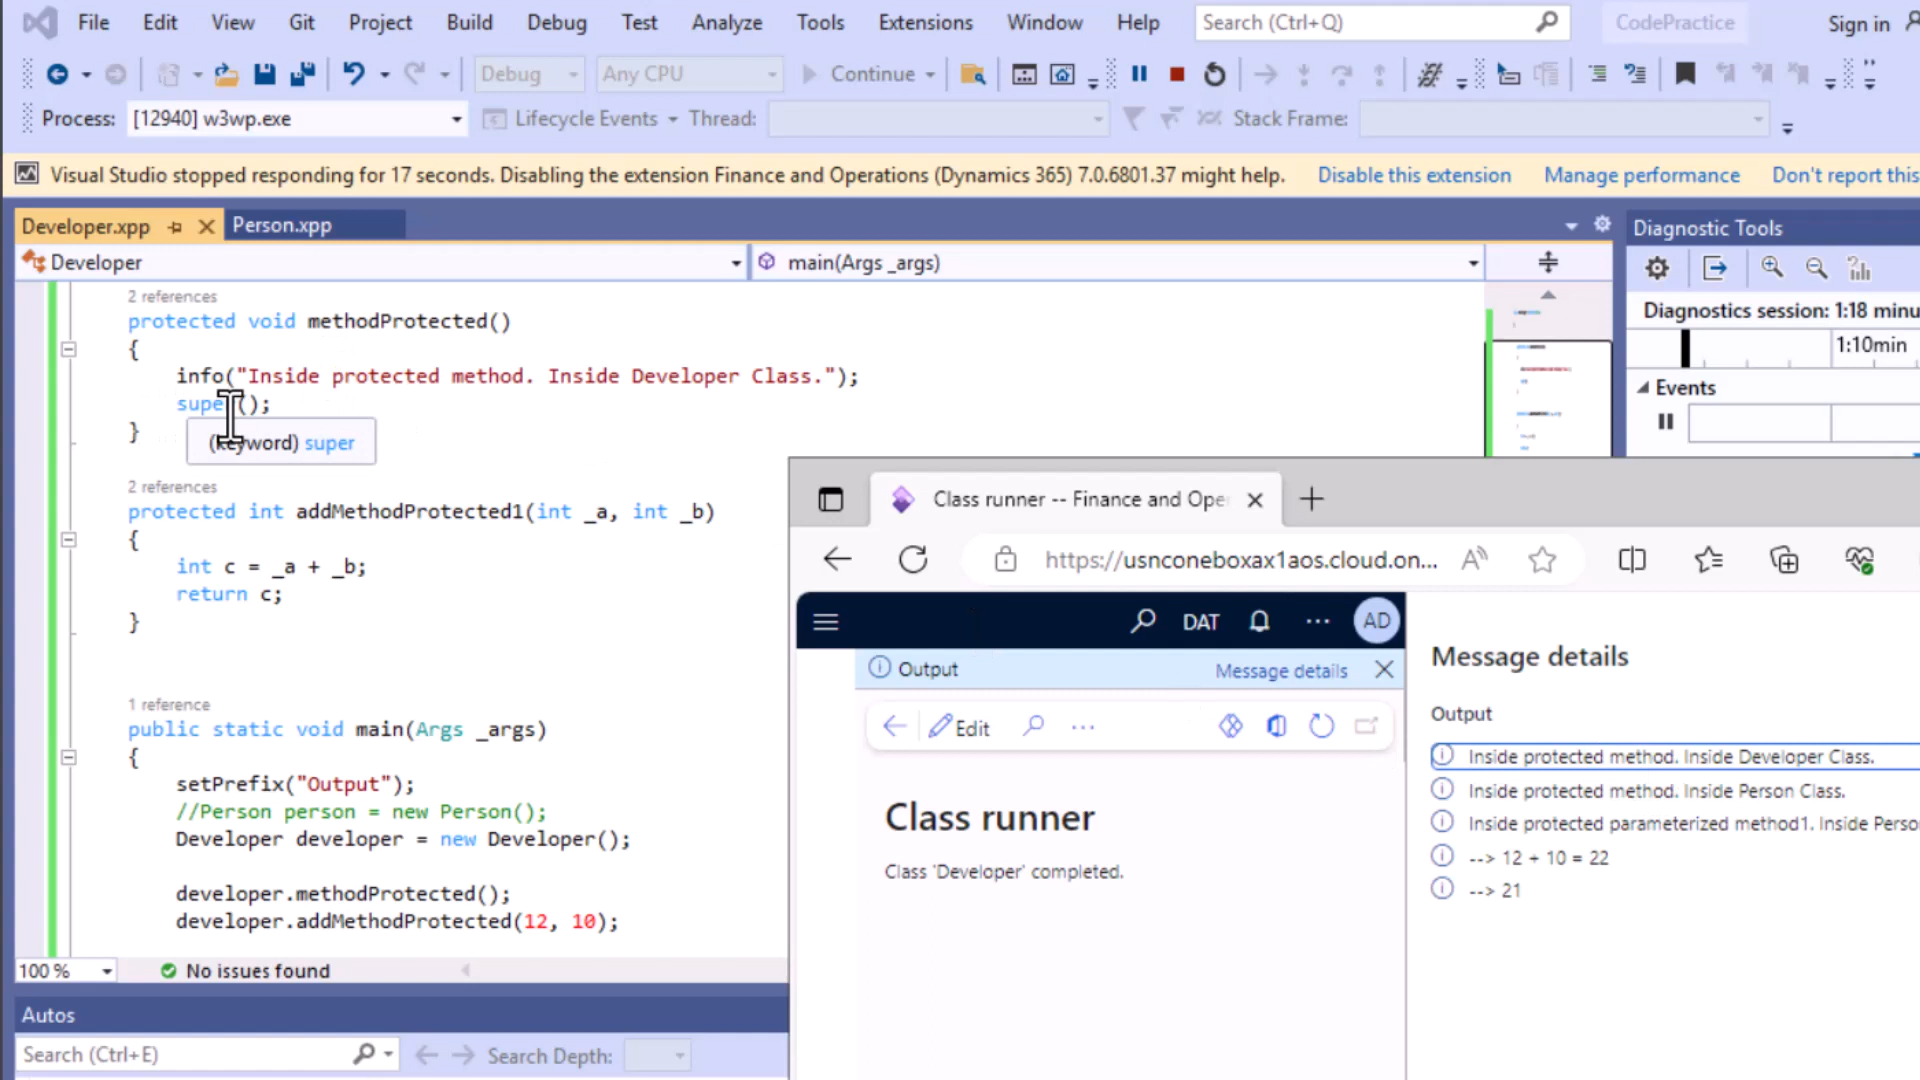 File Edit View Git Project Build Debug Test Analyze Tools Extensions Window Help Search (Ctrl+Q) CodePractice Sign in
Debug Any CPU Continue
Process: [12940] w3wp.exe Lifecycle Events Thread: Stack Frame:
Visual Studio stopped responding for 17 seconds. Disabling the extension Finance and Operations (Dynamics 365) 7.0.6801.37 might help. Disable this extension Manage performance Don't report this
Developer.xpp Person.xpp
Developer main(Args _args)
2 references
protected void methodProtected()
{
info("Inside protected method. Inside Developer Class.");
super();
}
(keyword) super
2 references
protected int addMethodProtected1(int _a, int _b)
{
int c = _a + _b;
return c;
}
1 reference
public static void main(Args _args)
{
setPrefix("Output");
//Person person = new Person();
Developer developer = new Developer();
developer.methodProtected();
developer.addMethodProtected(12, 10);
100 % No issues found
Autos
Search (Ctrl+E) Search Depth:
Diagnostic Tools
Diagnostics session: 1:18 minu
1:10min
Events
Class runner -- Finance and Ope
https://usnconeboxax1aos.cloud.on...
DAT AD
Output Message details
Edit
Class runner
Class 'Developer' completed.
Message details
Output
Inside protected method. Inside Developer Class.
Inside protected method. Inside Person Class.
Inside protected parameterized method1. Inside Perso
--> 12 + 10 = 22
--> 21